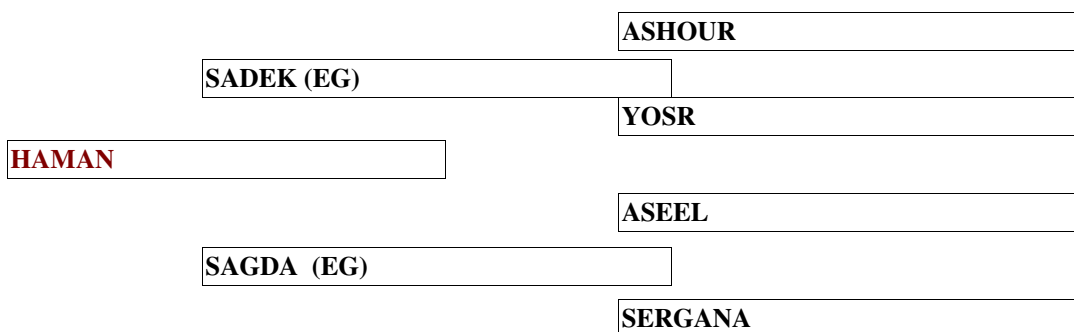 ASHOUR
SADEK (EG)
YOSR
HAMAN
ASEEL
SAGDA (EG)
SERGANA